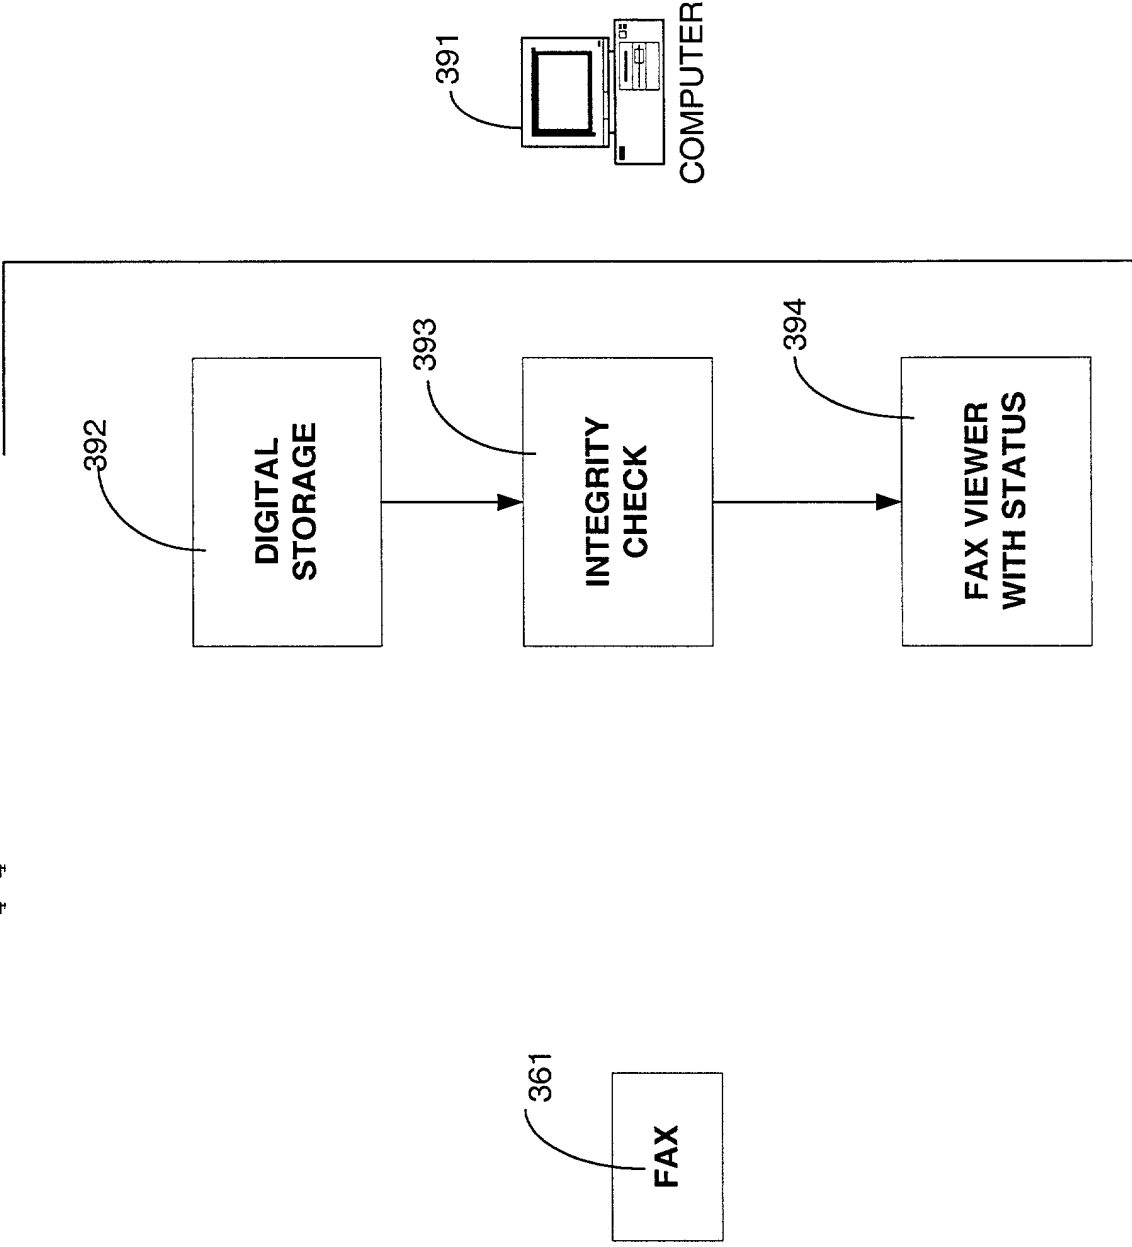 391
COMPUTER
392
DIGITAL
STORAGE
393
INTEGRITY
CHECK
394
FAX VIEWER
WITH STATUS
361
FAX